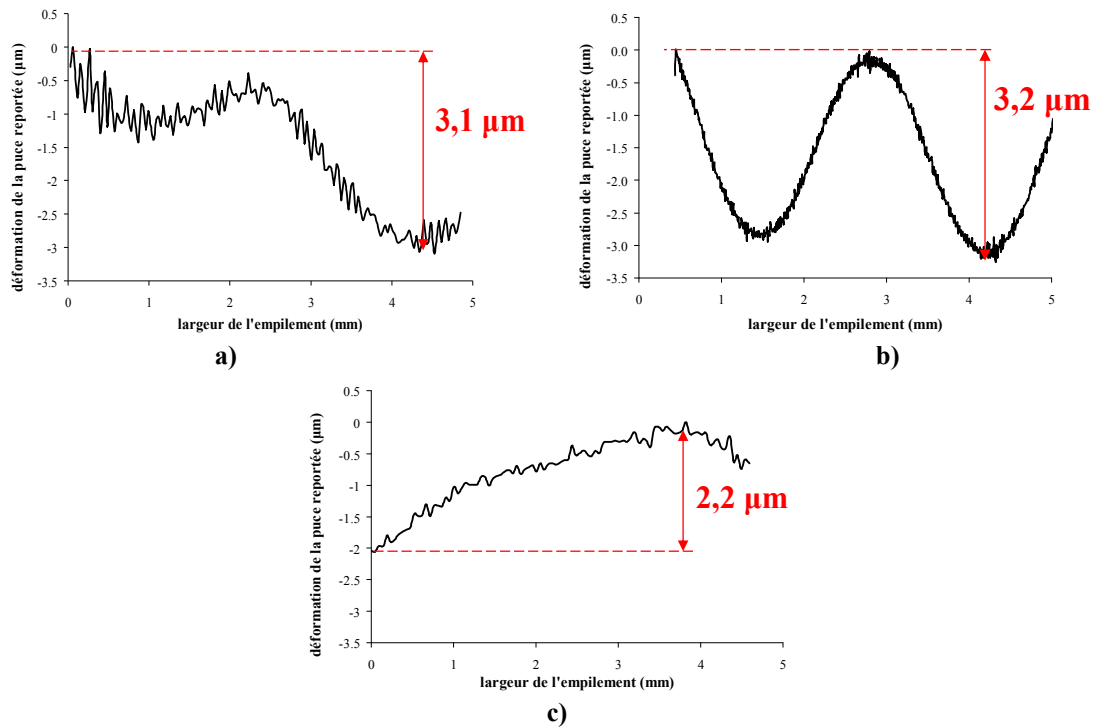 déformation de la puce reportée (µm)
0.5
0
-0.5
-1
-1.5
-2
-2.5
-3
-3.5
3,1 µm
0 1 2 3 4 5
largeur de l'empilement (mm)
a)
déformation de la puce reportée (µm)
0.5
0.0
-0.5
-1.0
-1.5
-2.0
-2.5
-3.0
-3.5
3,2 µm
0 1 2 3 4 5
largeur de l'empilement (mm)
b)
déformation de la puce reportée (µm)
0.5
0
-0.5
-1
-1.5
-2
-2.5
-3
-3.5
2,2 µm
0 1 2 3 4 5
largeur de l'empilement (mm)
c)